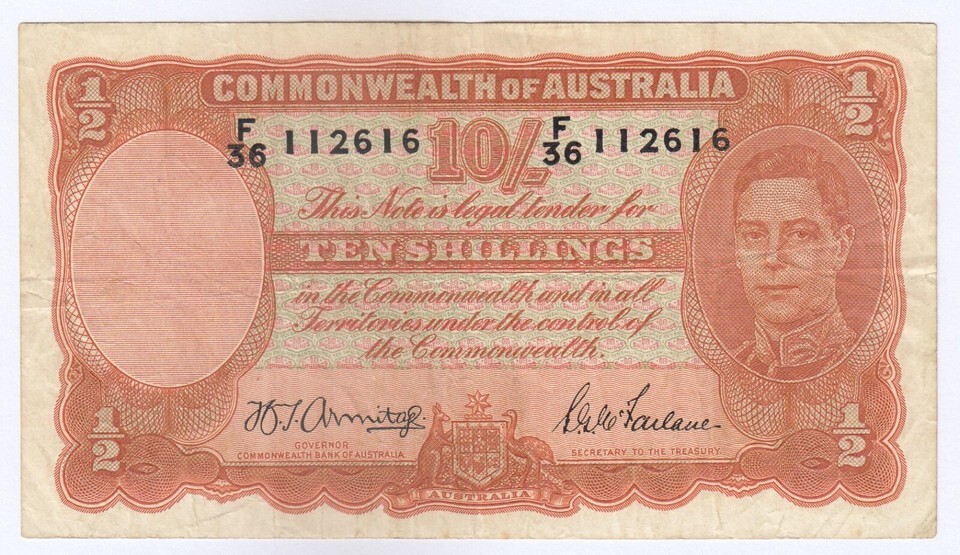 1/2 COMMONWEALTH OF AUSTRALIA 1/2
F/36 112616 10/- F/36 112616
This Note is legal tender for
TEN SHILLINGS
in the Commonwealth and in all
Territories under the control of
the Commonwealth.
H.T. Armitage. S.G. McFarlane
GOVERNOR SECRETARY TO THE TREASURY.
COMMONWEALTH BANK OF AUSTRALIA.
1/2 AUSTRALIA 1/2